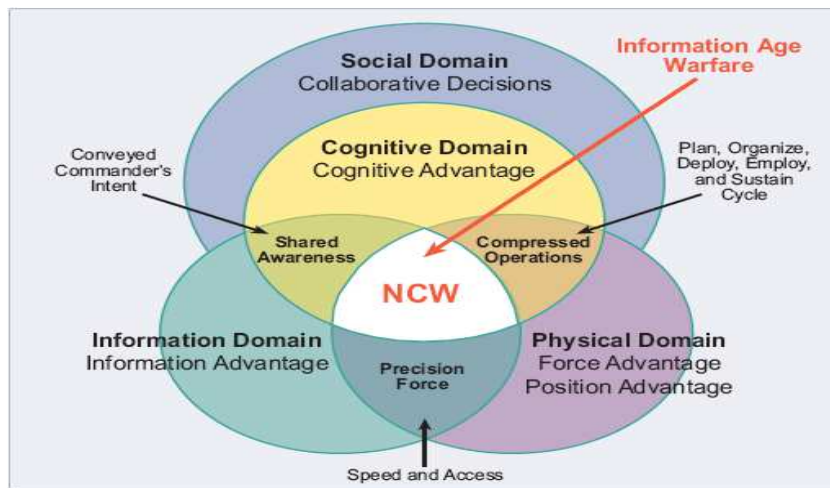 Social Domain
Collaborative Decisions
Information Age
Warfare
Cognitive Domain
Cognitive Advantage
Conveyed
Commander's
Intent
Plan, Organize,
Deploy, Employ,
and Sustain
Cycle
Shared
Awareness
Compressed
Operations
NCW
Information Domain
Information Advantage
Physical Domain
Force Advantage
Position Advantage
Precision
Force
Speed and Access